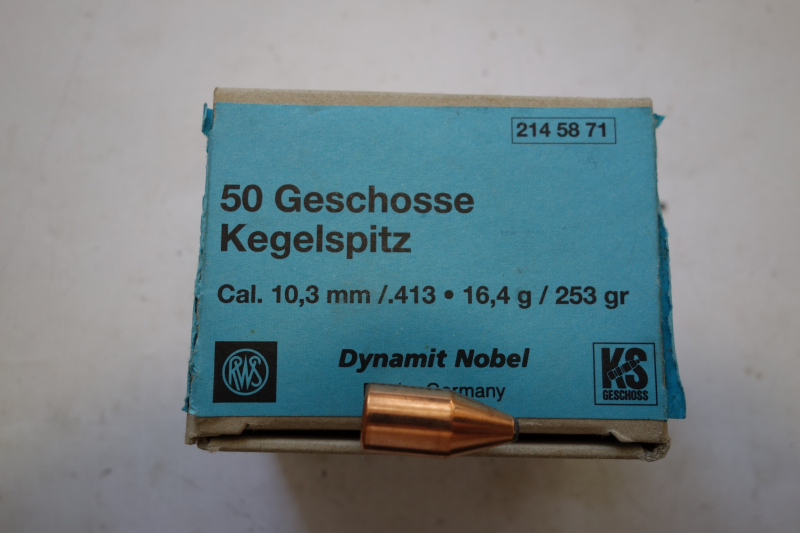 214 58 71
50 Geschosse
Kegelspitz
Cal. 10,3 mm /.413 • 16,4 g / 253 gr
RWS
Dynamit Nobel
Germany
KS
GESCHOSS